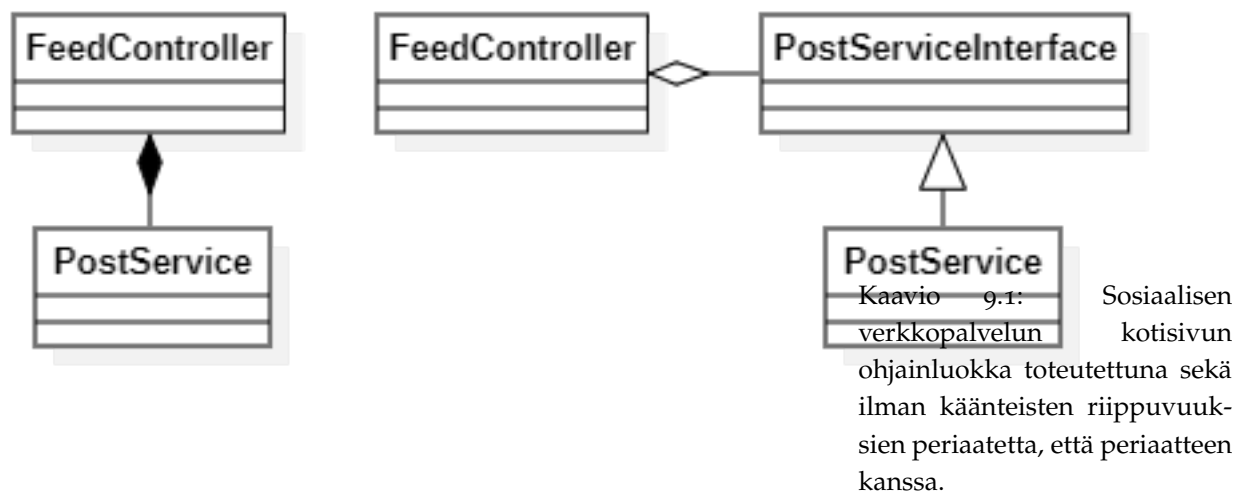 FeedController
PostService
FeedController
PostServiceInterface
PostService
Kaavio 9.1: Sosiaalisen
verkkopalvelun kotisivun
ohjainluokka toteutettuna sekä
ilman käänteisten riippuvuuk-
sien periaatetta, että periaatteen
kanssa.